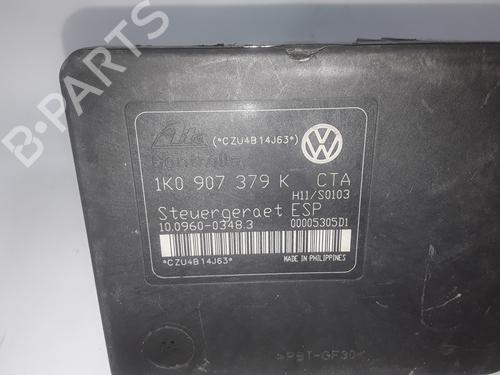 B-PARTS
Ate
(*CZU4B14J63*)
1K0 907 379 K CTA
H11/S0103
Steuergeraet ESP
10.0960-0348.3 00005305D1
*CZU4B14J63* MADE IN PHILIPPINES
>PBT-GF30<